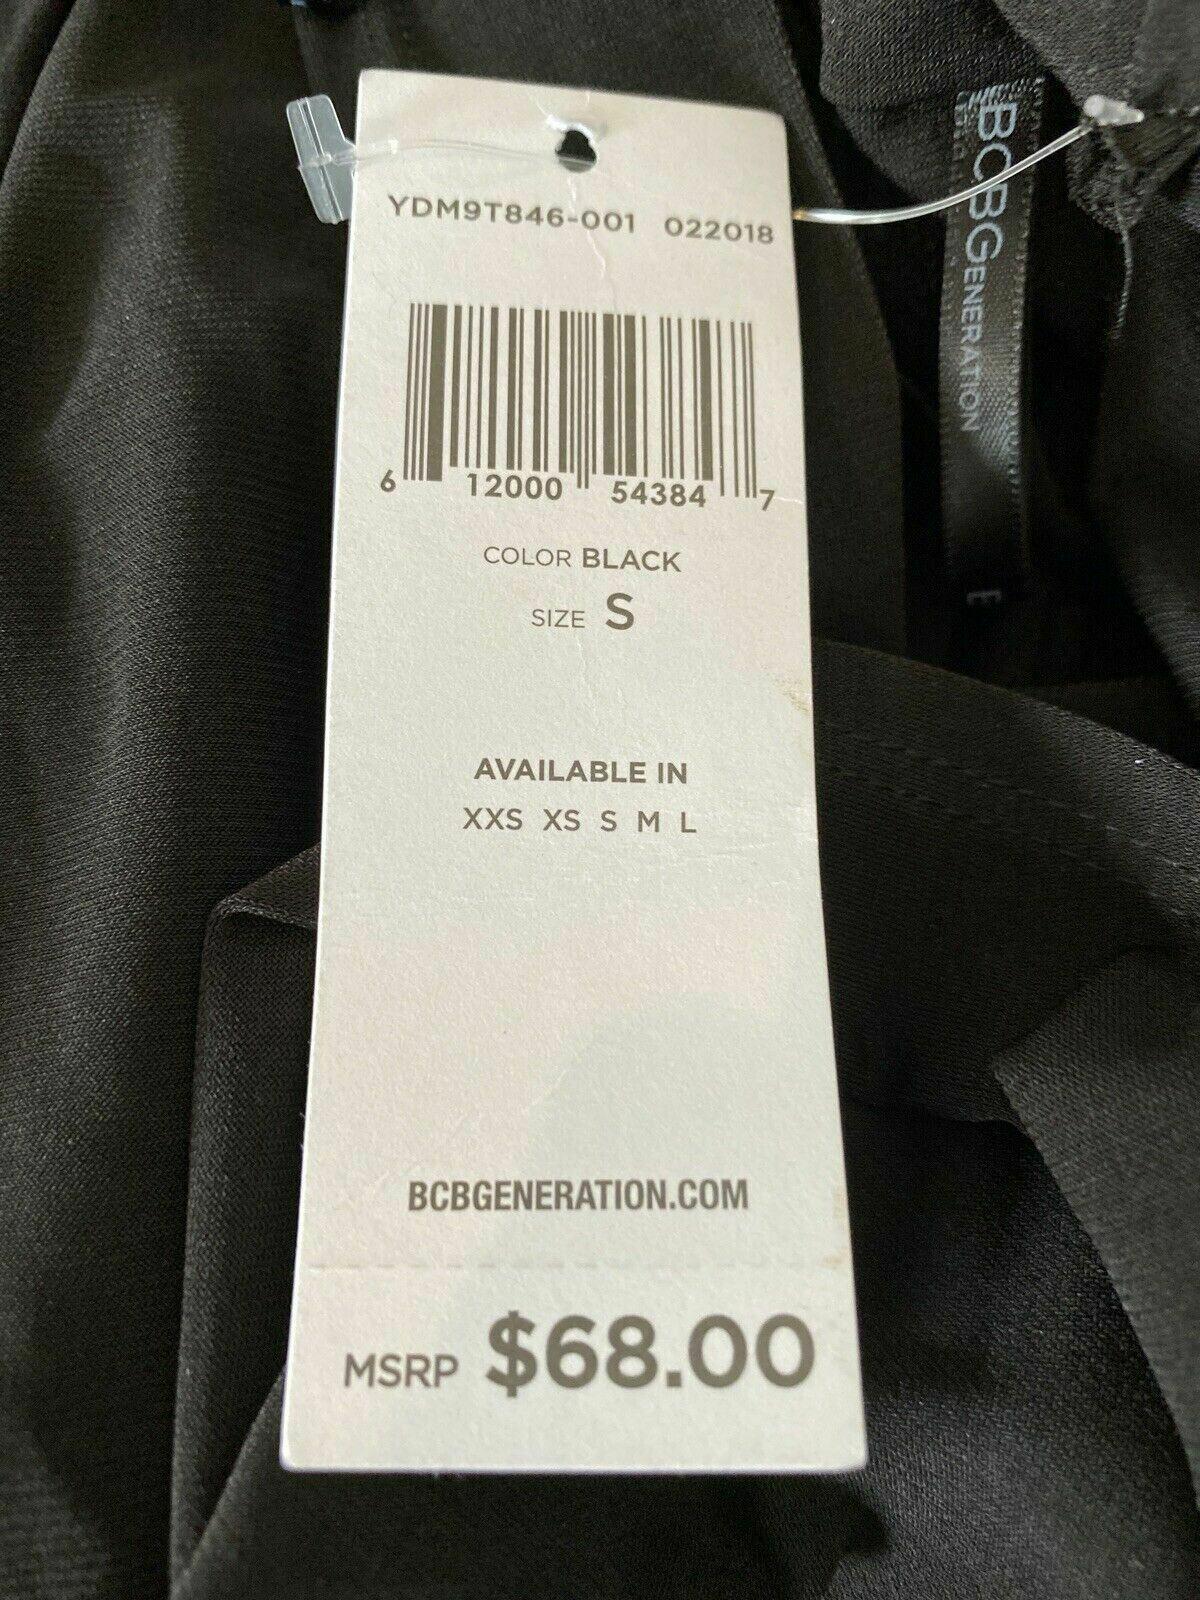 YDM9T846-001 022018
6 12000 54384 7
COLOR BLACK
SIZE S
AVAILABLE IN
XXS XS S M L
BCBGENERATION.COM
MSRP $68.00
BCBGENERATION
E